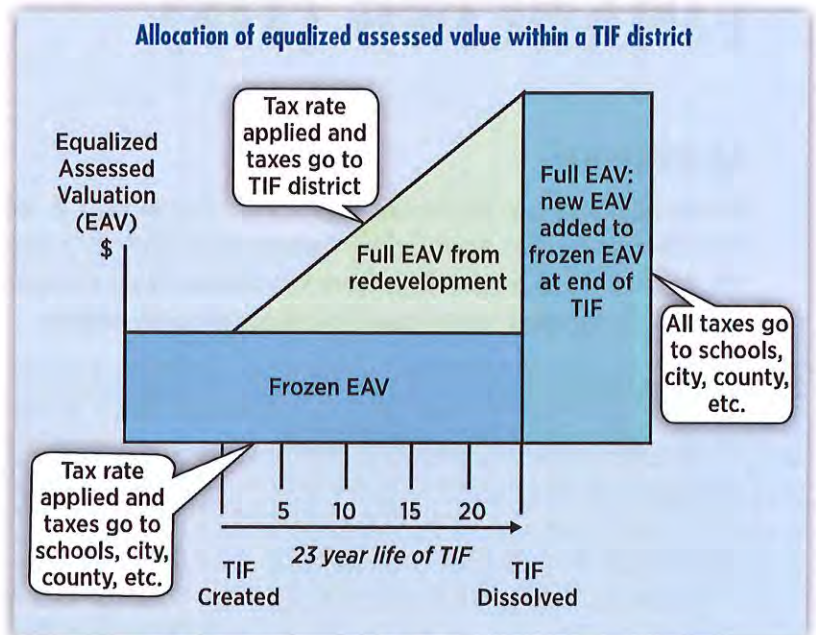 Allocation of equalized assessed value within a TIF district
Equalized
Assessed
Valuation
(EAV)
$
Tax rate
applied and
taxes go to
TIF district
Full EAV from
redevelopment
Full EAV:
new EAV
added to
frozen EAV
at end of
TIF
All taxes go
to schools,
city, county,
etc.
Frozen EAV
Tax rate
applied and
taxes go to
schools, city,
county, etc.
5 10 15 20
23 year life of TIF
TIF
Created
TIF
Dissolved